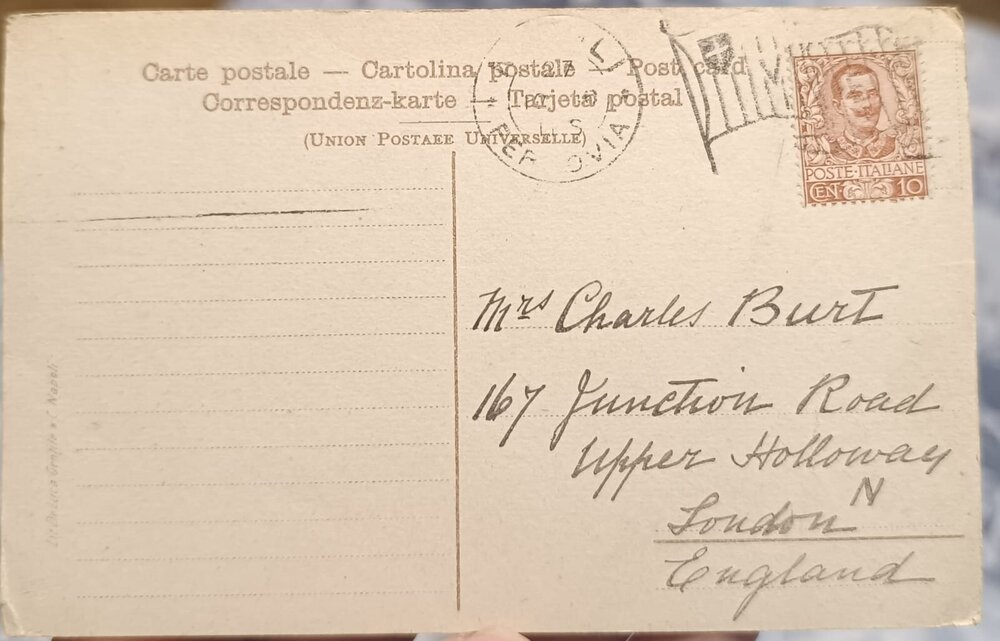 Carte postale — Cartolina postale — Post card
Correspondenz-karte — Tarjeta postal
(Union Postaee Universelle)
POSTE·ITALIANE
CEN· 10
Mrs Charles Burt
167 Junction Road
Upper Holloway
N
London
England